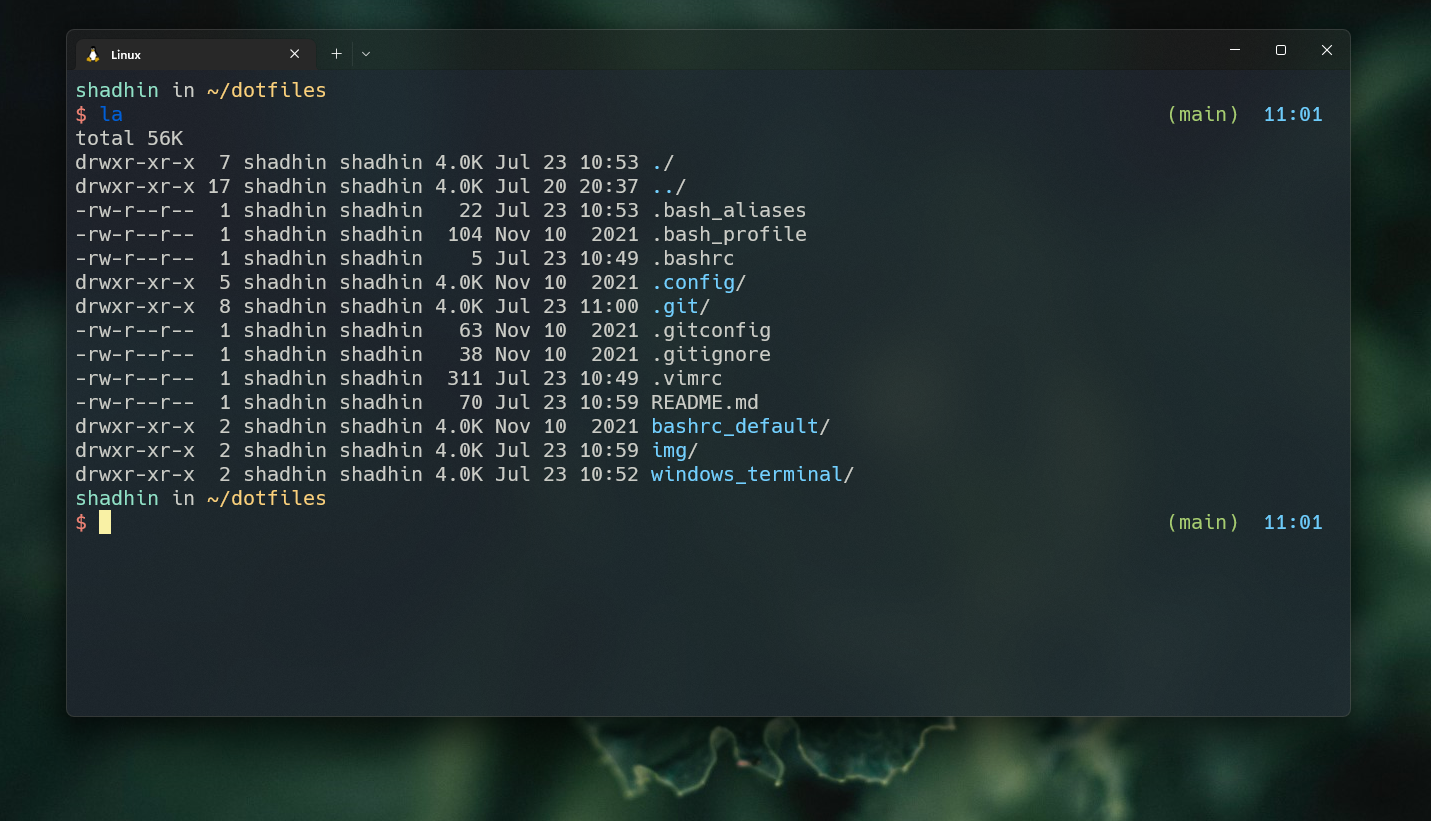 Linux
shadhin in ~/dotfiles
$ la (main) 11:01
total 56K
drwxr-xr-x  7 shadhin shadhin 4.0K Jul 23 10:53 ./
drwxr-xr-x 17 shadhin shadhin 4.0K Jul 20 20:37 ../
-rw-r--r--  1 shadhin shadhin   22 Jul 23 10:53 .bash_aliases
-rw-r--r--  1 shadhin shadhin  104 Nov 10  2021 .bash_profile
-rw-r--r--  1 shadhin shadhin    5 Jul 23 10:49 .bashrc
drwxr-xr-x  5 shadhin shadhin 4.0K Nov 10  2021 .config/
drwxr-xr-x  8 shadhin shadhin 4.0K Jul 23 11:00 .git/
-rw-r--r--  1 shadhin shadhin   63 Nov 10  2021 .gitconfig
-rw-r--r--  1 shadhin shadhin   38 Nov 10  2021 .gitignore
-rw-r--r--  1 shadhin shadhin  311 Jul 23 10:49 .vimrc
-rw-r--r--  1 shadhin shadhin   70 Jul 23 10:59 README.md
drwxr-xr-x  2 shadhin shadhin 4.0K Nov 10  2021 bashrc_default/
drwxr-xr-x  2 shadhin shadhin 4.0K Jul 23 10:59 img/
drwxr-xr-x  2 shadhin shadhin 4.0K Jul 23 10:52 windows_terminal/
shadhin in ~/dotfiles
$ (main) 11:01